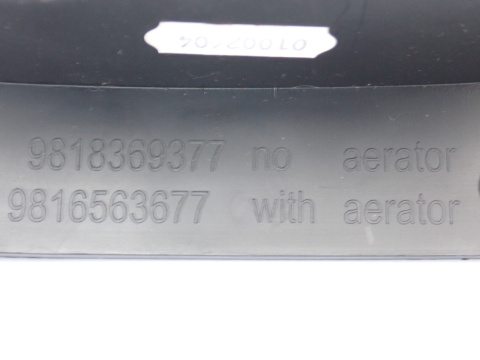 9818369377 no aerator
9816563677 with aerator